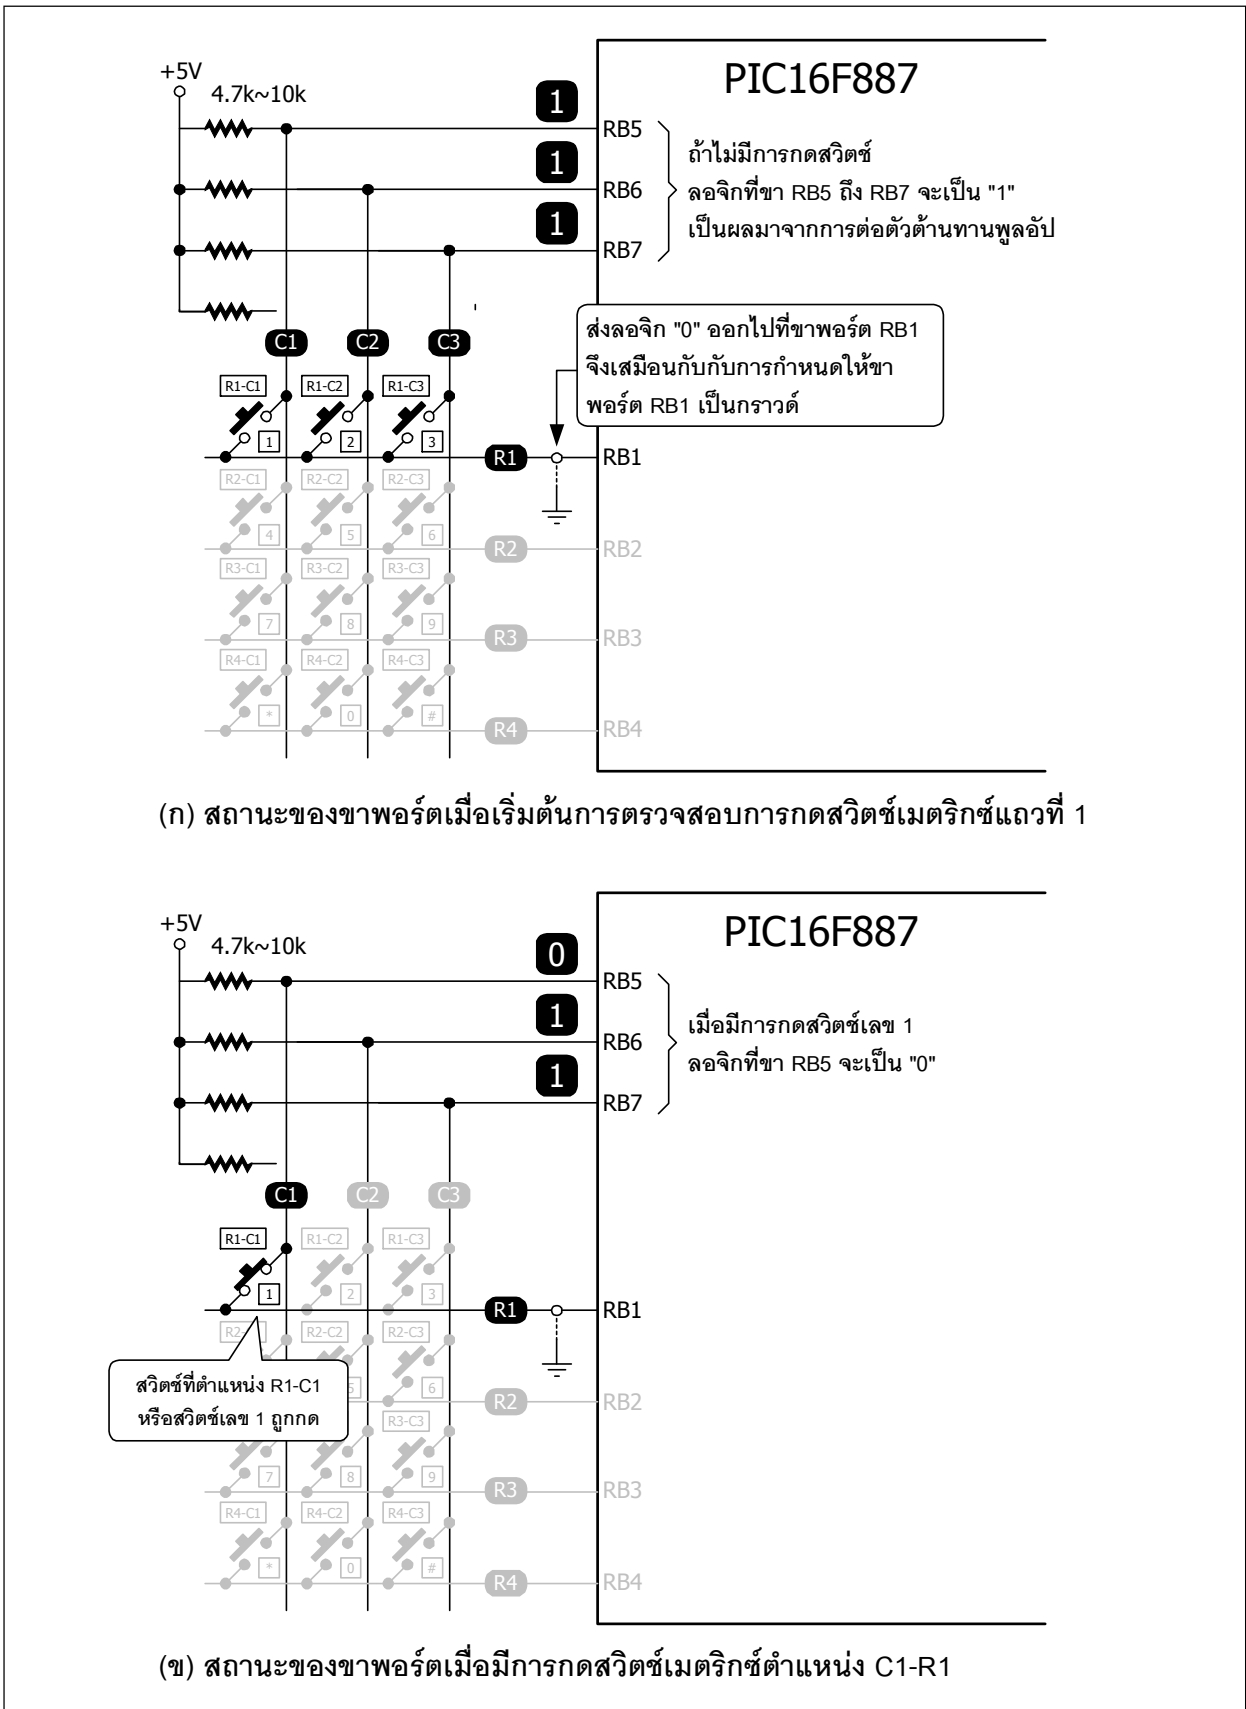 PIC16F887
+5V
4.7k~10k
1
RB5
1
RB6
1
RB7
ถ้าไม่มีการกดสวิตช์
ลอจิกที่ขา RB5 ถึง RB7 จะเป็น "1"
เป็นผลมาจากการต่อตัวต้านทานพูลอัป
ส่งลอจิก "0" ออกไปที่ขาพอร์ต RB1
จึงเสมือนกับกับการกำหนดให้ขา
พอร์ต RB1 เป็นกราวด์
C1 C2 C3
R1-C1 R1-C2 R1-C3
1 2 3
R1 RB1
R2-C1 R2-C2 R2-C3
4 5 6
R2 RB2
R3-C1 R3-C2 R3-C3
7 8 9
R3 RB3
R4-C1 R4-C2 R4-C3
* 0 #
R4 RB4
(ก) สถานะของขาพอร์ตเมื่อเริ่มต้นการตรวจสอบการกดสวิตช์เมตริกซ์แถวที่ 1
PIC16F887
+5V
4.7k~10k
0
RB5
1
RB6
1
RB7
เมื่อมีการกดสวิตช์เลข 1
ลอจิกที่ขา RB5 จะเป็น "0"
C1 C2 C3
R1-C1 R1-C2 R1-C3
1 2 3
R1 RB1
R2-C2 R2-C3
สวิตช์ที่ตำแหน่ง R1-C1
หรือสวิตช์เลข 1 ถูกกด
6
R2 RB2
R3-C3
7 8 9
R3 RB3
R4-C1 R4-C2 R4-C3
* 0 #
R4 RB4
(ข) สถานะของขาพอร์ตเมื่อมีการกดสวิตช์เมตริกซ์ตำแหน่ง C1-R1